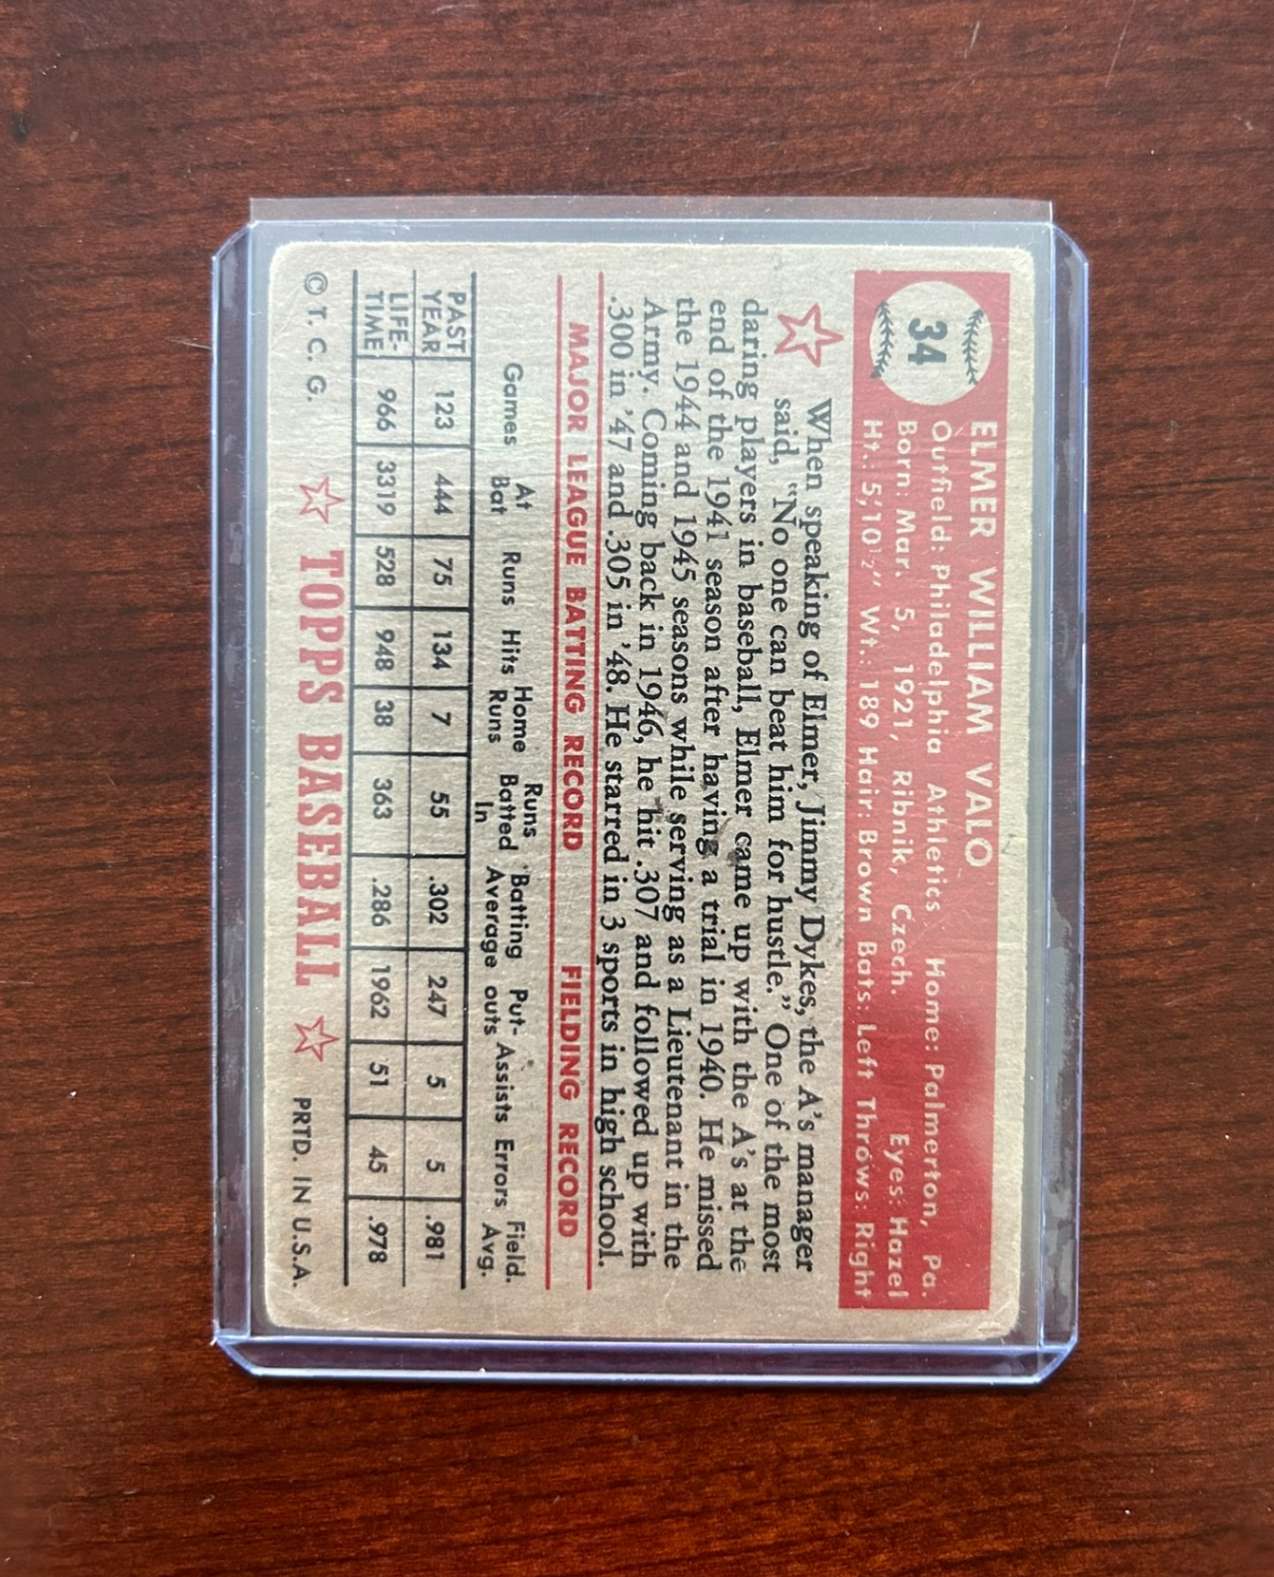 34
ELMER WILLIAM VALO
Outfield: Philadelphia Athletics Home: Palmerton, Pa.
Born: Mar. 5, 1921, Ribnik, Czech. Eyes: Hazel
Ht.: 5;'10½" Wt.: 189 Hair: Brown Bats: Left Throws: Right
When speaking of Elmer, Jimmy Dykes, the A's manager
said, "No one can beat him for hustle." One of the most
daring players in baseball, Elmer came up with the A's at the
end of the 1941 season after having a trial in 1940. He missed
the 1944 and 1945 seasons while serving as a Lieutenant in the
Army. Coming back in 1946, he hit .307 and followed up with
.300 in '47 and .305 in '48. He starred in 3 sports in high school.
MAJOR LEAGUE BATTING RECORD FIELDING RECORD
Games At Bat Runs Hits Home Runs Runs Batted In Batting Average Put-outs Assists Errors Field. Avg.
PAST YEAR 123 444 75 134 7 55 .302 247 5 5 .981
LIFE-TIME 966 3319 528 948 38 363 .286 1962 51 45 .978
© T. C. G. TOPPS BASEBALL PRTD. IN U.S.A.